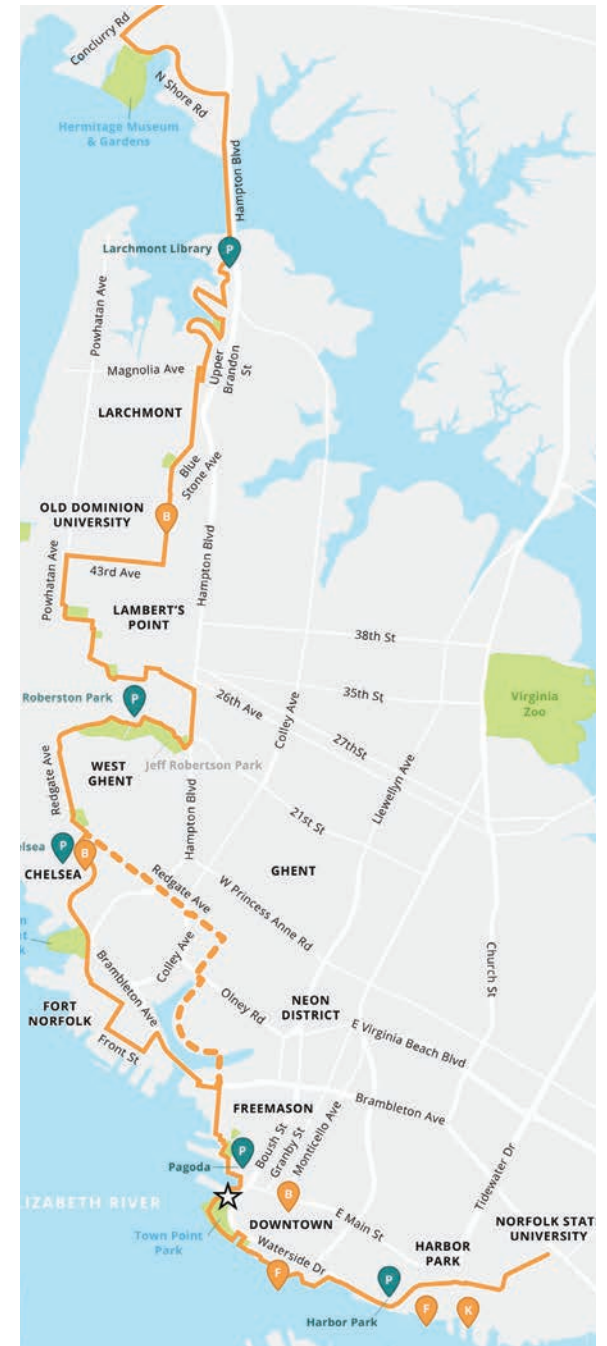 Conclurry Rd
N Shore Rd
Hermitage Museum
& Gardens
Hampton Blvd
Larchmont Library
P
Powhatan Ave
Magnolia Ave
Upper
Brandon
St
LARCHMONT
Blue
Stone Ave
OLD DOMINION
UNIVERSITY
B
Powhatan Ave
43rd Ave
Hampton Blvd
LAMBERT'S
POINT
38th St
35th St
Virginia
Zoo
Roberston Park
P
26th Ave
Colley Ave
27thSt
Llewellyn Ave
Redgate Ave
WEST
GHENT
Jeff Robertson Park
Hampton Blvd
21st St
P
B
CHELSEA
Redgate Ave
GHENT
W Princess Anne Rd
Colley Ave
Church St
Brambleton Ave
FORT
NORFOLK
Olney Rd
NEON
DISTRICT
E Virginia Beach Blvd
Front St
FREEMASON
Boush St
Granby St
Monticello Ave
Brambleton Ave
Tidewater Dr
Pagoda
P
LIZABETH RIVER
B
DOWNTOWN
E Main St
NORFOLK STAT
UNIVERSITY
Town Point
Park
Waterside Dr
HARBOR
PARK
F
P
Harbor Park
F
K